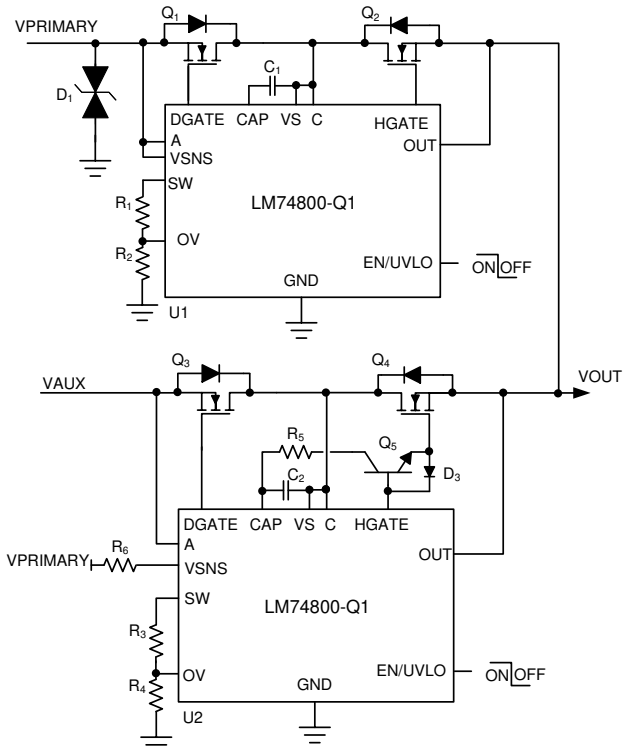 Q1
Q2
VPRIMARY
D1
C1
DGATE CAP VS C HGATE
A
VSNS
OUT
SW
R1
LM74800-Q1
OV
R2
EN/UVLO
ON OFF
GND
U1
Q3
Q4
VAUX
VOUT
R5
Q5
C2
D3
DGATE CAP VS C HGATE
A
VPRIMARY
R6
VSNS
OUT
SW
LM74800-Q1
R3
OV
R4
EN/UVLO
ON OFF
GND
U2